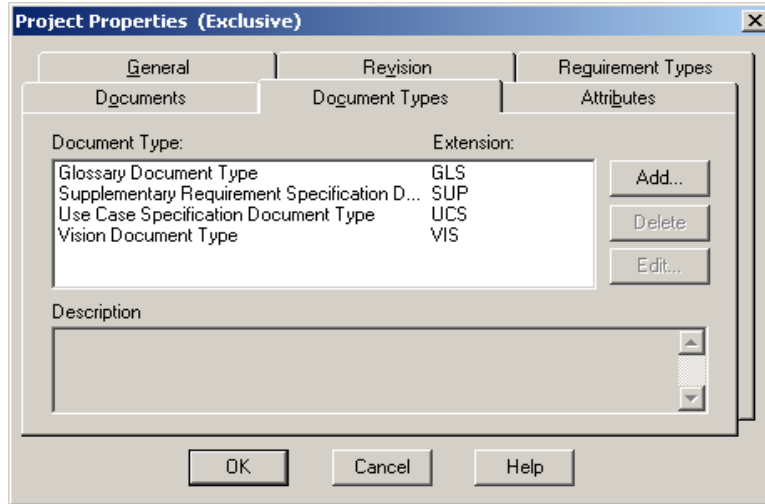 Project Properties (Exclusive)
General Revision Requirement Types
Documents Document Types Attributes
Document Type: Extension:
Glossary Document Type GLS
Supplementary Requirement Specification D... SUP
Use Case Specification Document Type UCS
Vision Document Type VIS
Add...
Delete
Edit...
Description
OK Cancel Help